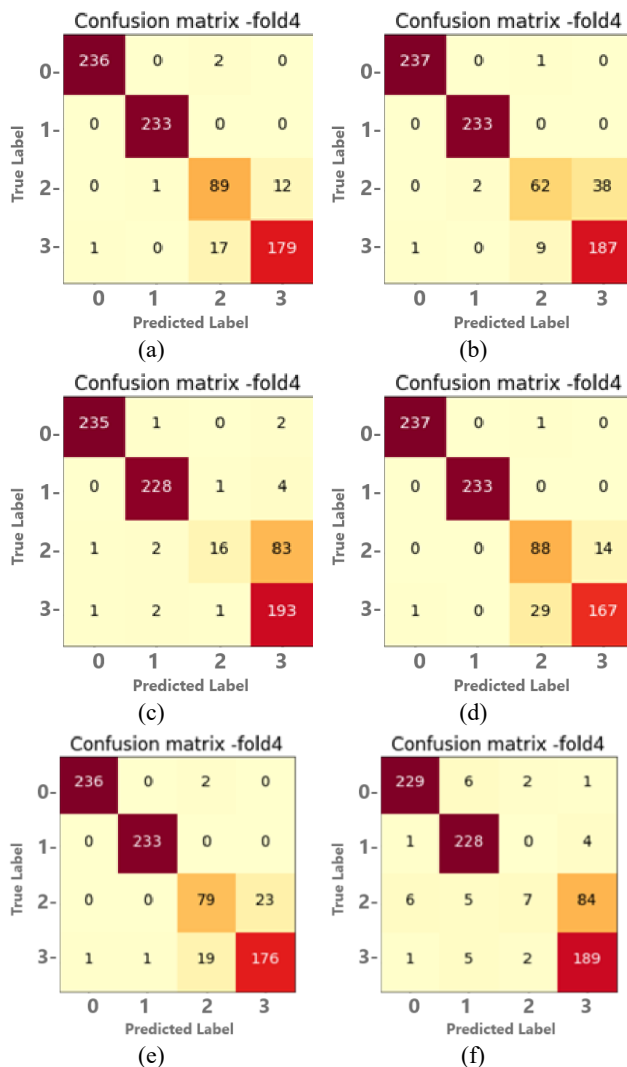 Confusion matrix -fold4 Confusion matrix -fold4
0- 236 0 2 0 0- 237 0 1 0
1- 0 233 0 0 1- 0 233 0 0
2- 0 1 89 12 2- 0 2 62 38
3- 1 0 17 179 3- 1 0 9 187
True Label True Label
0 1 2 3 0 1 2 3
Predicted Label Predicted Label
(a) (b)
Confusion matrix -fold4 Confusion matrix -fold4
0- 235 1 0 2 0- 237 0 1 0
1- 0 228 1 4 1- 0 233 0 0
2- 1 2 16 83 2- 0 0 88 14
3- 1 2 1 193 3- 1 0 29 167
True Label True Label
0 1 2 3 0 1 2 3
Predicted Label Predicted Label
(c) (d)
Confusion matrix -fold4 Confusion matrix -fold4
0- 236 0 2 0 0- 229 6 2 1
1- 0 233 0 0 1- 1 228 0 4
2- 0 0 79 23 2- 6 5 7 84
3- 1 1 19 176 3- 1 5 2 189
True Label True Label
0 1 2 3 0 1 2 3
Predicted Label Predicted Label
(e) (f)